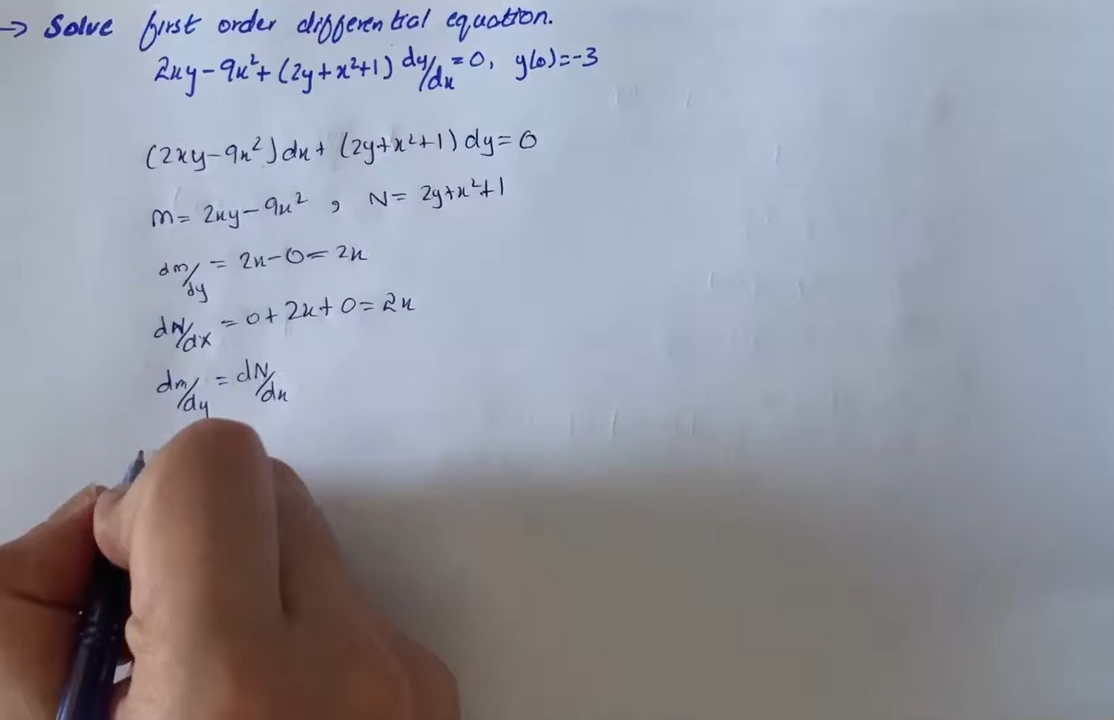 → Solve first order differential equation.
2xy-9x²+(2y+x²+1) dy/dx=0, y(0)=-3
(2xy-9x²)dx+(2y+x²+1)dy=0
M=2xy-9x² , N=2y+x²+1
dm/dy = 2x-0=2x
dN/dx =0+2x+0=2x
dm/dy = dN/dx